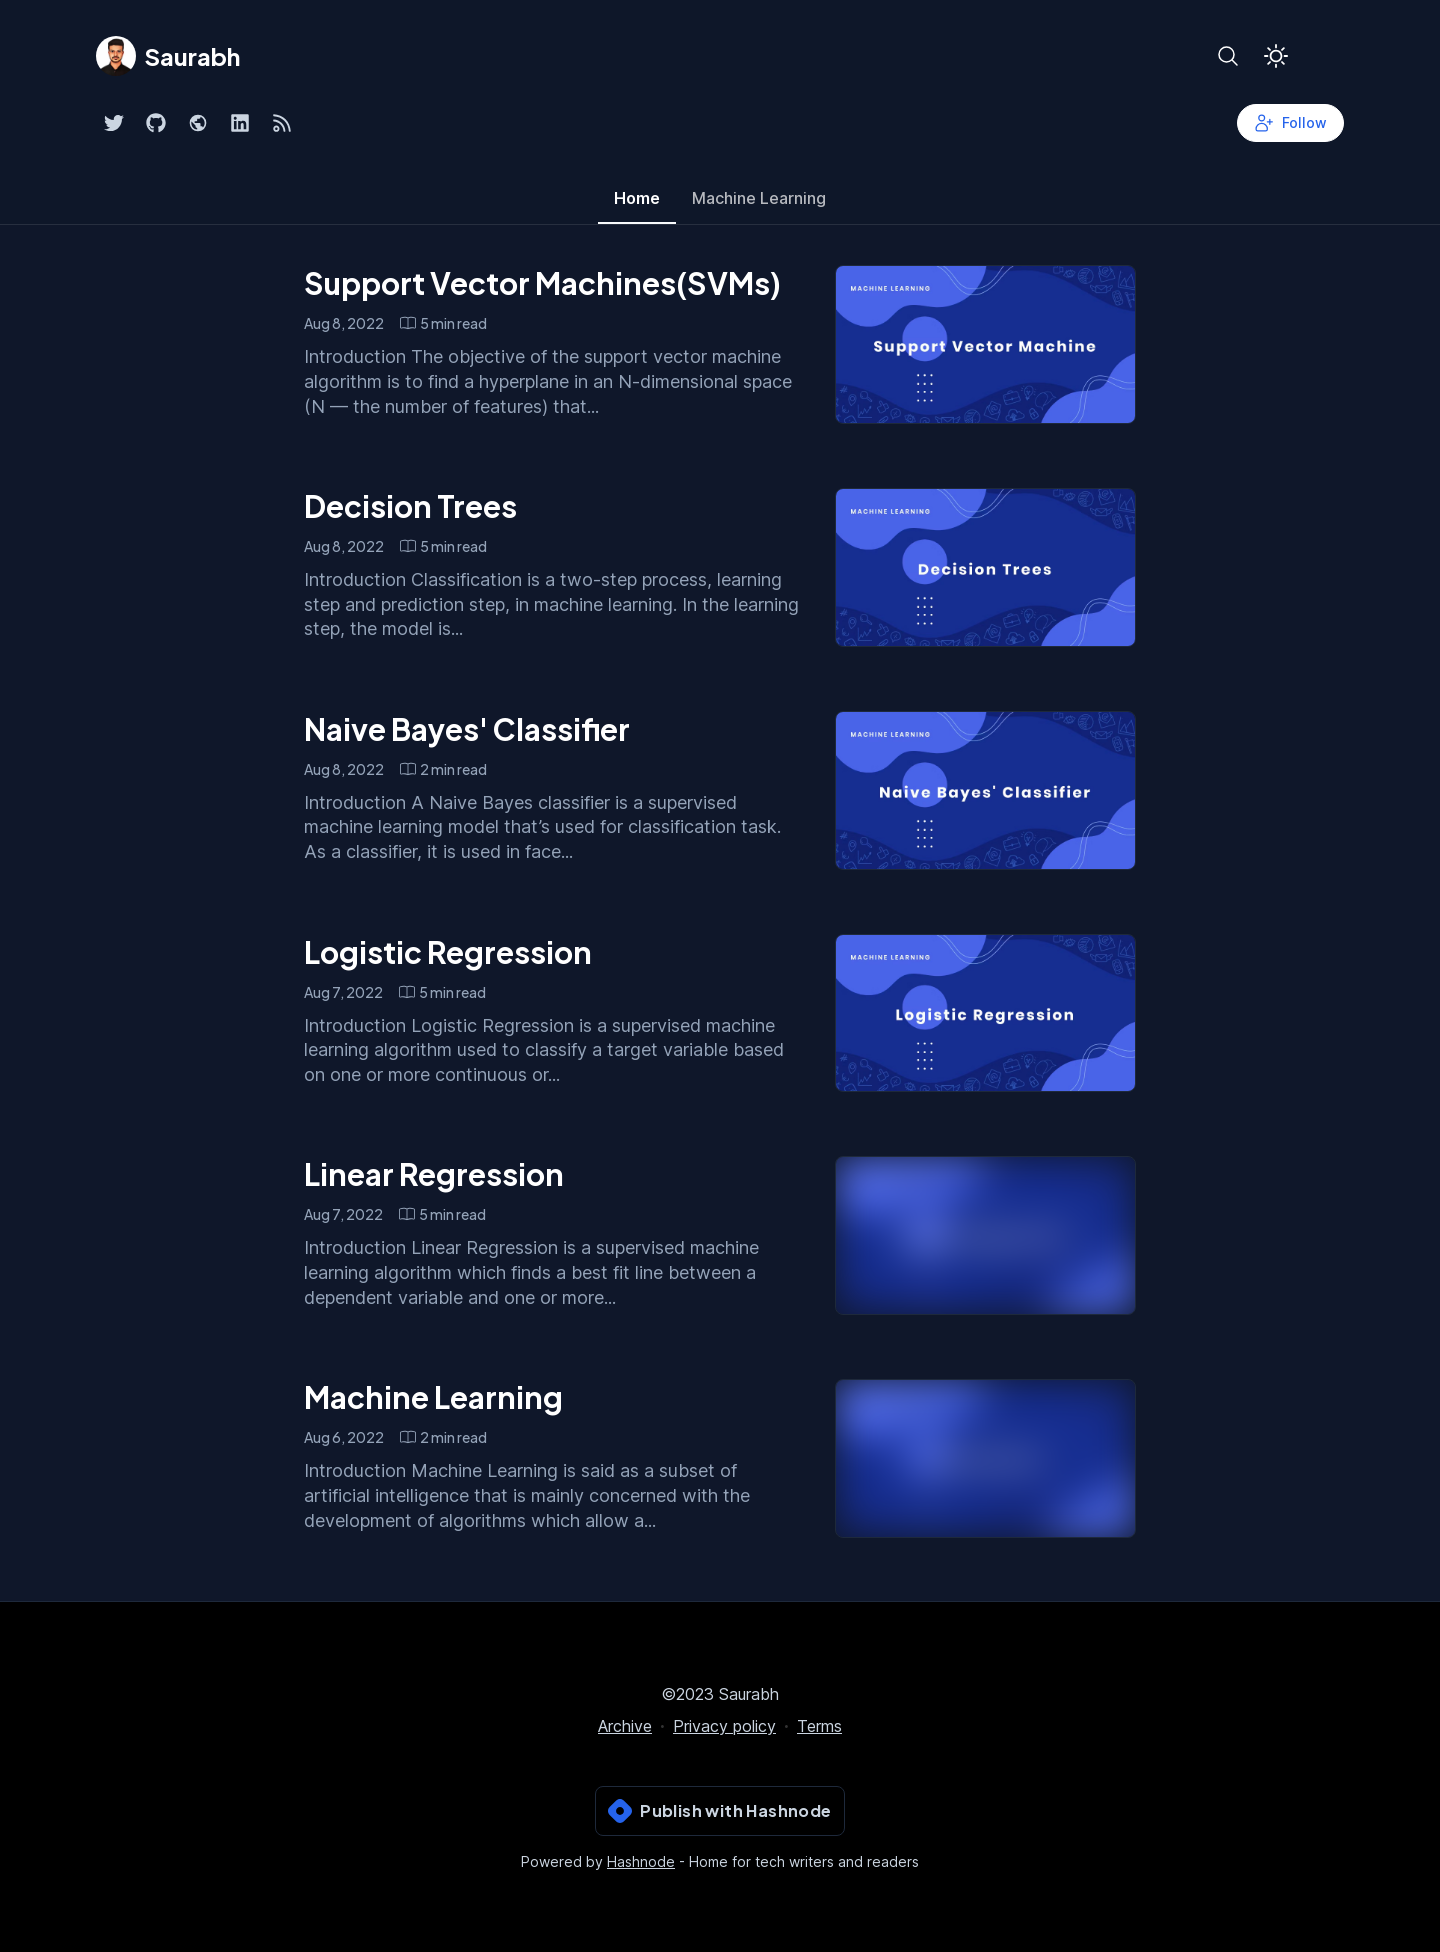 Saurabh
Follow
Home
Machine Learning
Support Vector Machines(SVMs)
Aug 8, 2022
5 min read
Introduction The objective of the support vector machine
algorithm is to find a hyperplane in an N-dimensional space
(N — the number of features) that...
MACHINE LEARNING
Support Vector Machine
Decision Trees
Aug 8, 2022
5 min read
Introduction Classification is a two-step process, learning
step and prediction step, in machine learning. In the learning
step, the model is...
MACHINE LEARNING
Decision Trees
Naive Bayes' Classifier
Aug 8, 2022
2 min read
Introduction A Naive Bayes classifier is a supervised
machine learning model that’s used for classification task.
As a classifier, it is used in face...
MACHINE LEARNING
Naive Bayes' Classifier
Logistic Regression
Aug 7, 2022
5 min read
Introduction Logistic Regression is a supervised machine
learning algorithm used to classify a target variable based
on one or more continuous or...
MACHINE LEARNING
Logistic Regression
Linear Regression
Aug 7, 2022
5 min read
Introduction Linear Regression is a supervised machine
learning algorithm which finds a best fit line between a
dependent variable and one or more...
Machine Learning
Aug 6, 2022
2 min read
Introduction Machine Learning is said as a subset of
artificial intelligence that is mainly concerned with the
development of algorithms which allow a...
©2023 Saurabh
Archive · Privacy policy · Terms
Publish with Hashnode
Powered by Hashnode - Home for tech writers and readers